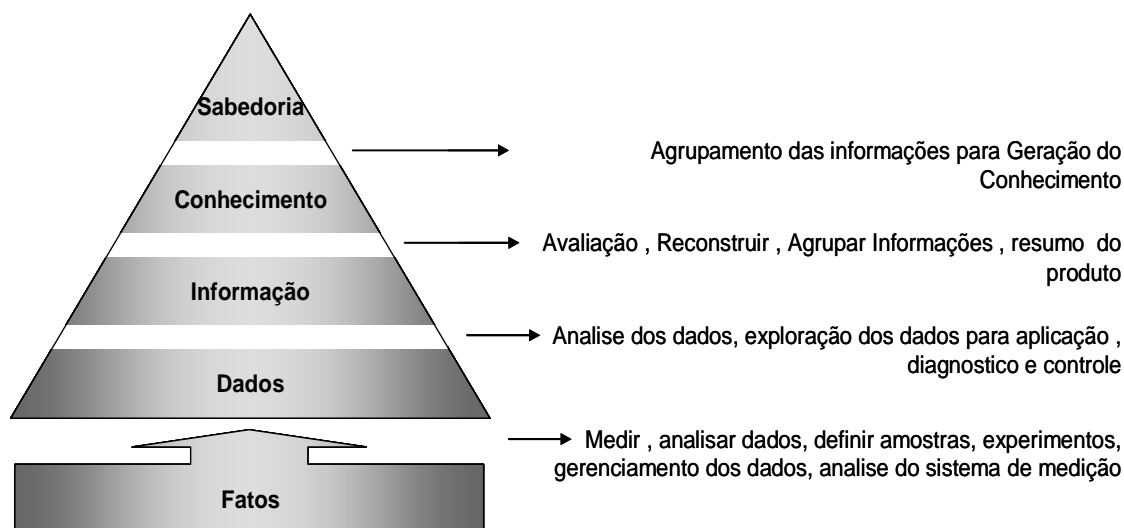 Sabedoria
Agrupamento das informações para Geração do
Conhecimento
Conhecimento
Avaliação , Reconstruir , Agrupar Informações , resumo do
produto
Informação
Analise dos dados, exploração dos dados para aplicação ,
diagnostico e controle
Dados
Medir , analisar dados, definir amostras, experimentos,
gerenciamento dos dados, analise do sistema de medição
Fatos